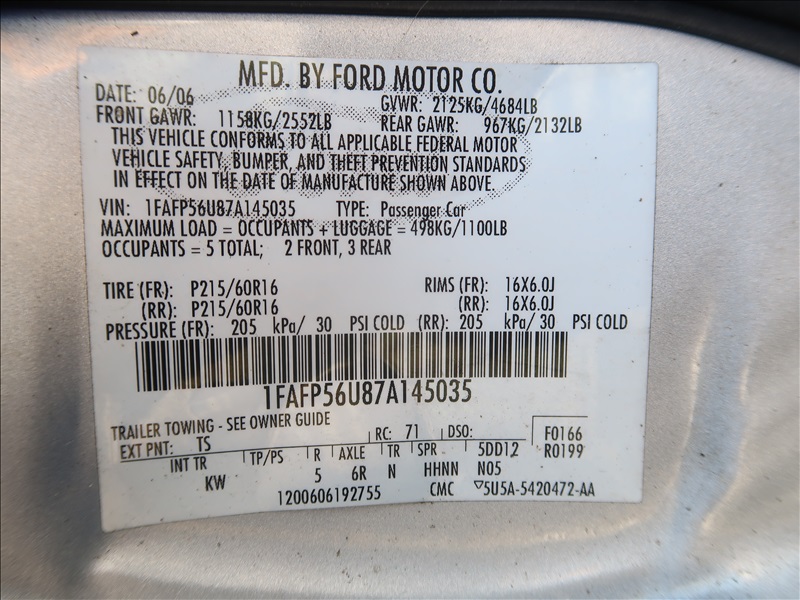 MFD. BY FORD MOTOR CO.
DATE: 06/06 GVWR: 2125KG/4684LB
FRONT GAWR: 1158KG/2552LB REAR GAWR: 967KG/2132LB
THIS VEHICLE CONFORMS TO ALL APPLICABLE FEDERAL MOTOR
VEHICLE SAFETY, BUMPER, AND THEFT PREVENTION STANDARDS
IN EFFECT ON THE DATE OF MANUFACTURE SHOWN ABOVE.
VIN: 1FAFP56U87A145035 TYPE: Passenger Car
MAXIMUM LOAD = OCCUPANTS + LUGGAGE = 498KG/1100LB
OCCUPANTS = 5 TOTAL; 2 FRONT, 3 REAR
TIRE (FR): P215/60R16 RIMS (FR): 16X6.0J
(RR): P215/60R16 (RR): 16X6.0J
PRESSURE (FR): 205 kPa/ 30 PSI COLD (RR): 205 kPa/ 30 PSI COLD
1FAFP56U87A145035
TRAILER TOWING - SEE OWNER GUIDE
EXT PNT: TS RC: 71 DSO: F0166
INT TR TP/PS R AXLE TR SPR 5DD12 R0199
KW 5 6R N HHNN N05
1200606192755 CMC ▽5U5A-5420472-AA